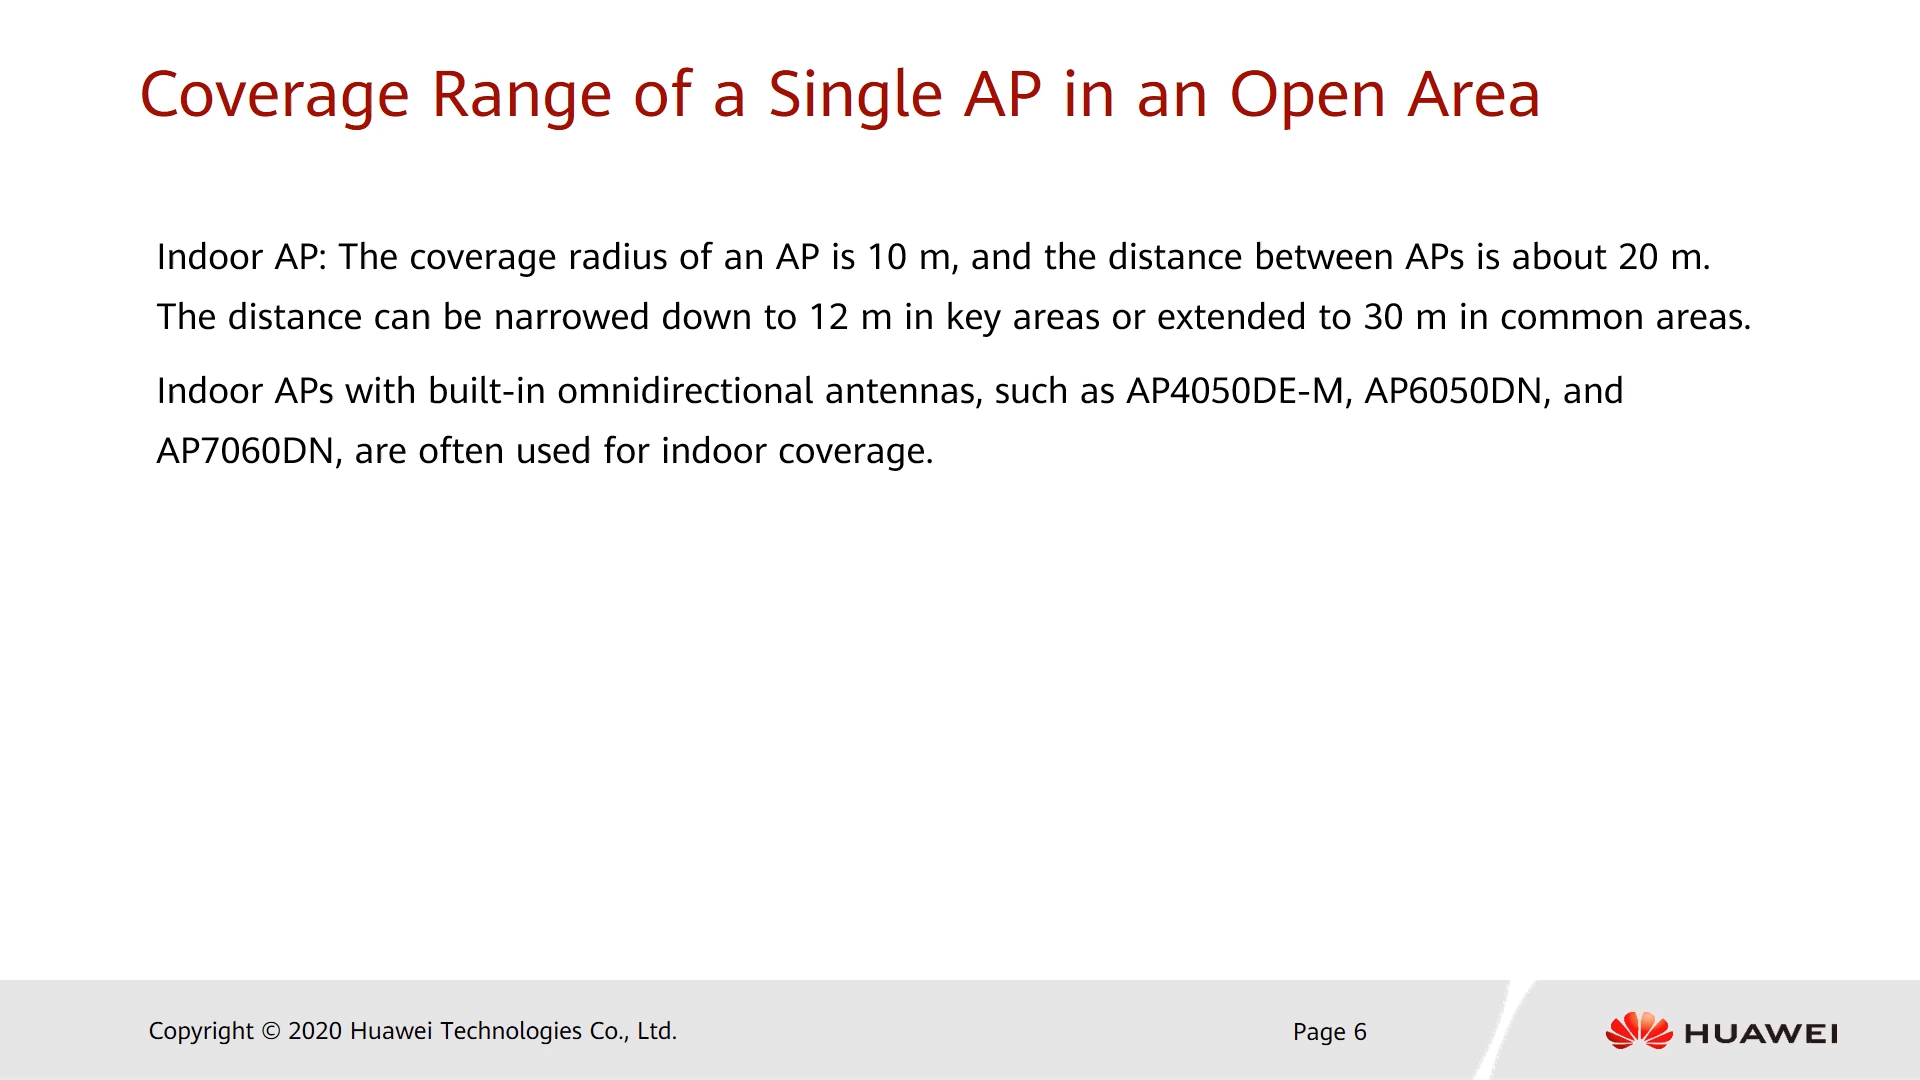 Coverage Range of a Single AP in an Open Area
Indoor AP: The coverage radius of an AP is 10 m, and the distance between APs is about 20 m.
The distance can be narrowed down to 12 m in key areas or extended to 30 m in common areas.
Indoor APs with built-in omnidirectional antennas, such as AP4050DE-M, AP6050DN, and
AP7060DN, are often used for indoor coverage.
Copyright © 2020 Huawei Technologies Co., Ltd.
Page 6
HUAWEI